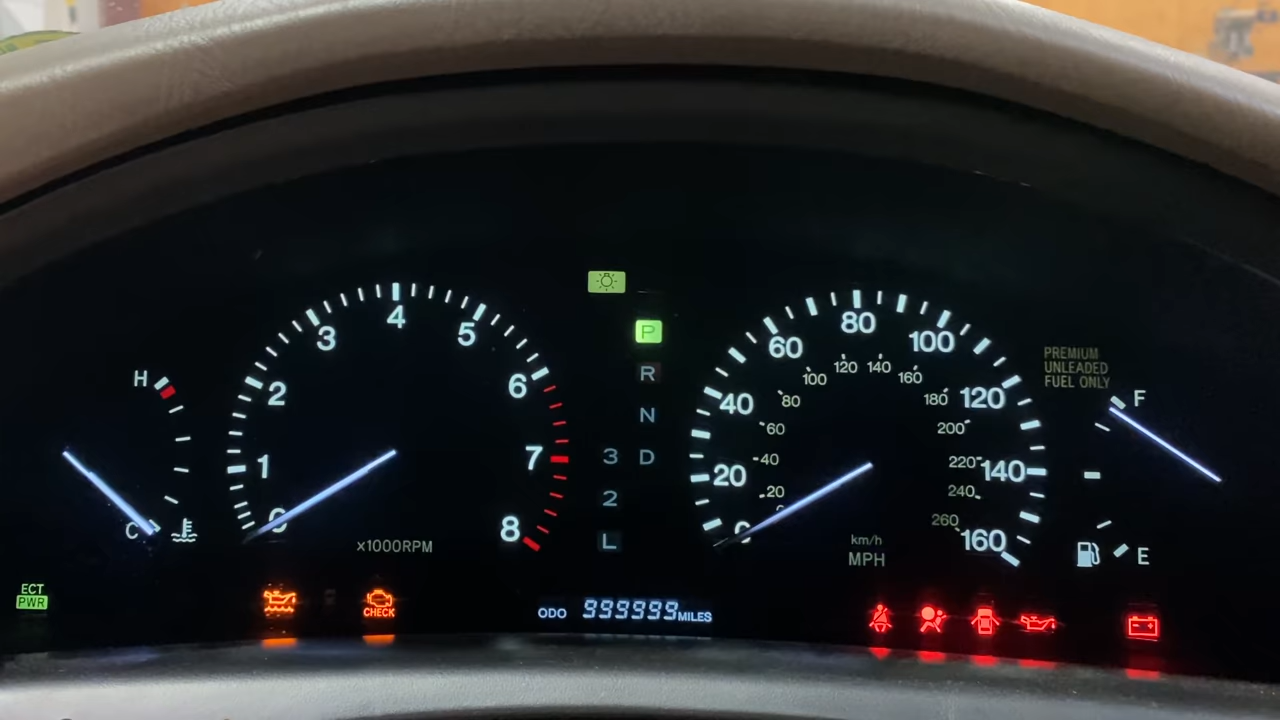 H
C
ECT
PWR
0
1
2
3
4
5
6
7
8
x1000RPM
CHECK
P
R
N
3 D
2
L
ODO 999999 MILES
0
20
40
60
80
100
120
140
160
20
40
60
80
100
120
140
160
180
200
220
240
260
km/h
MPH
PREMIUM
UNLEADED
FUEL ONLY
F
E